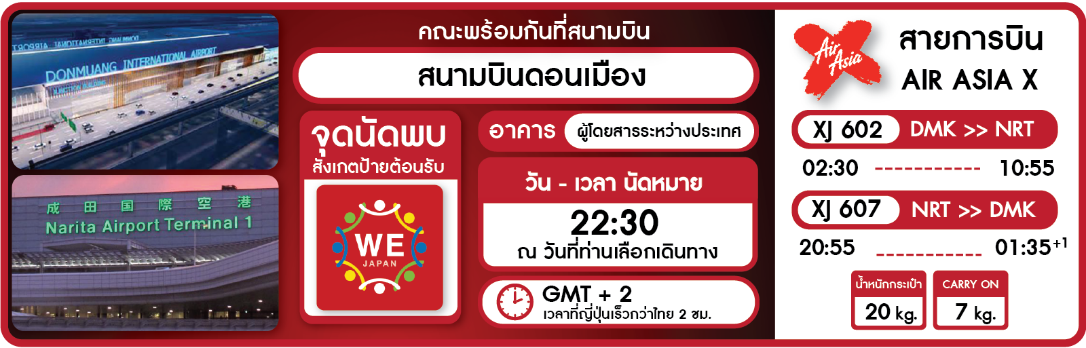 DONMUANG INTERNATIONAL AIRPORT
JUNCTION BUILDING
成田国際空港
Narita Airport Terminal 1
คณะพร้อมกันที่สนามบิน
สนามบินดอนเมือง
จุดนัดพบ
สังเกตป้ายต้อนรับ
WE
JAPAN
อาคาร ผู้โดยสารระหว่างประเทศ
วัน - เวลา นัดหมาย
22:30
ณ วันที่ท่านเลือกเดินทาง
GMT + 2
เวลาที่ญี่ปุ่นเร็วกว่าไทย 2 ชม.
Air
Asia
X
สายการบิน
AIR ASIA X
XJ 602 DMK >> NRT
02:30 ------------ 10:55
XJ 607 NRT >> DMK
20:55 ------------ 01:35+1
น้ำหนักกระเป๋า
20 kg.
CARRY ON
7 kg.